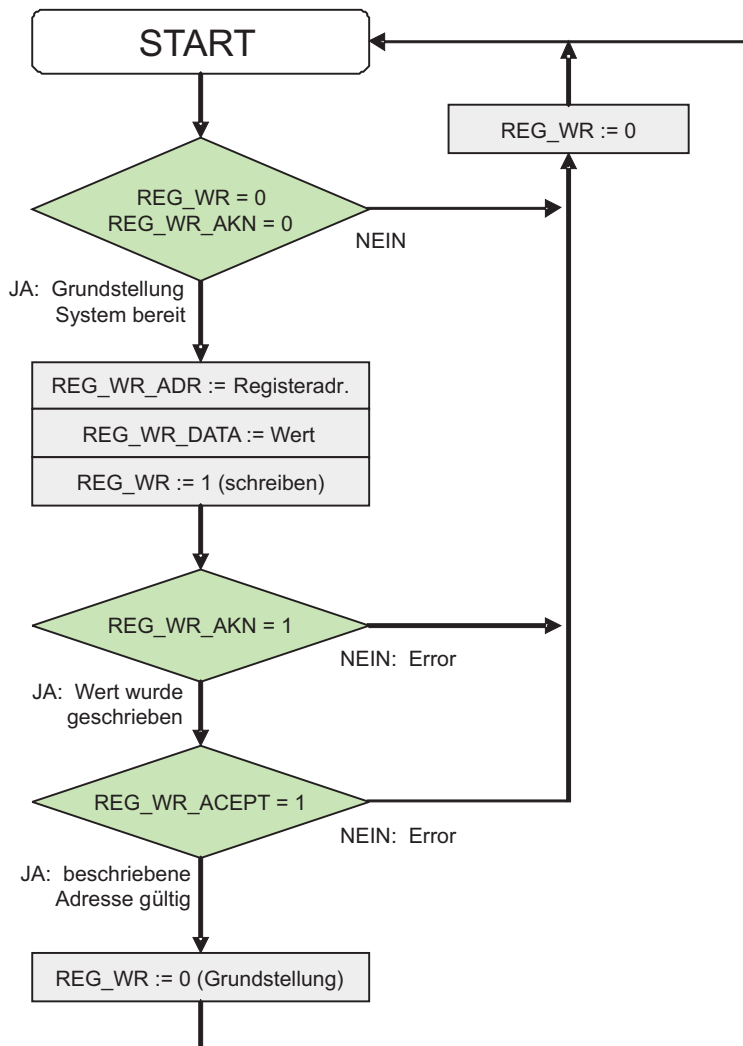 START
REG_WR := 0
REG_WR = 0
REG_WR_AKN = 0
NEIN
JA: Grundstellung
System bereit
REG_WR_ADR := Registeradr.
REG_WR_DATA := Wert
REG_WR := 1 (schreiben)
REG_WR_AKN = 1
NEIN: Error
JA: Wert wurde
geschrieben
REG_WR_ACEPT = 1
NEIN: Error
JA: beschriebene
Adresse gültig
REG_WR := 0 (Grundstellung)